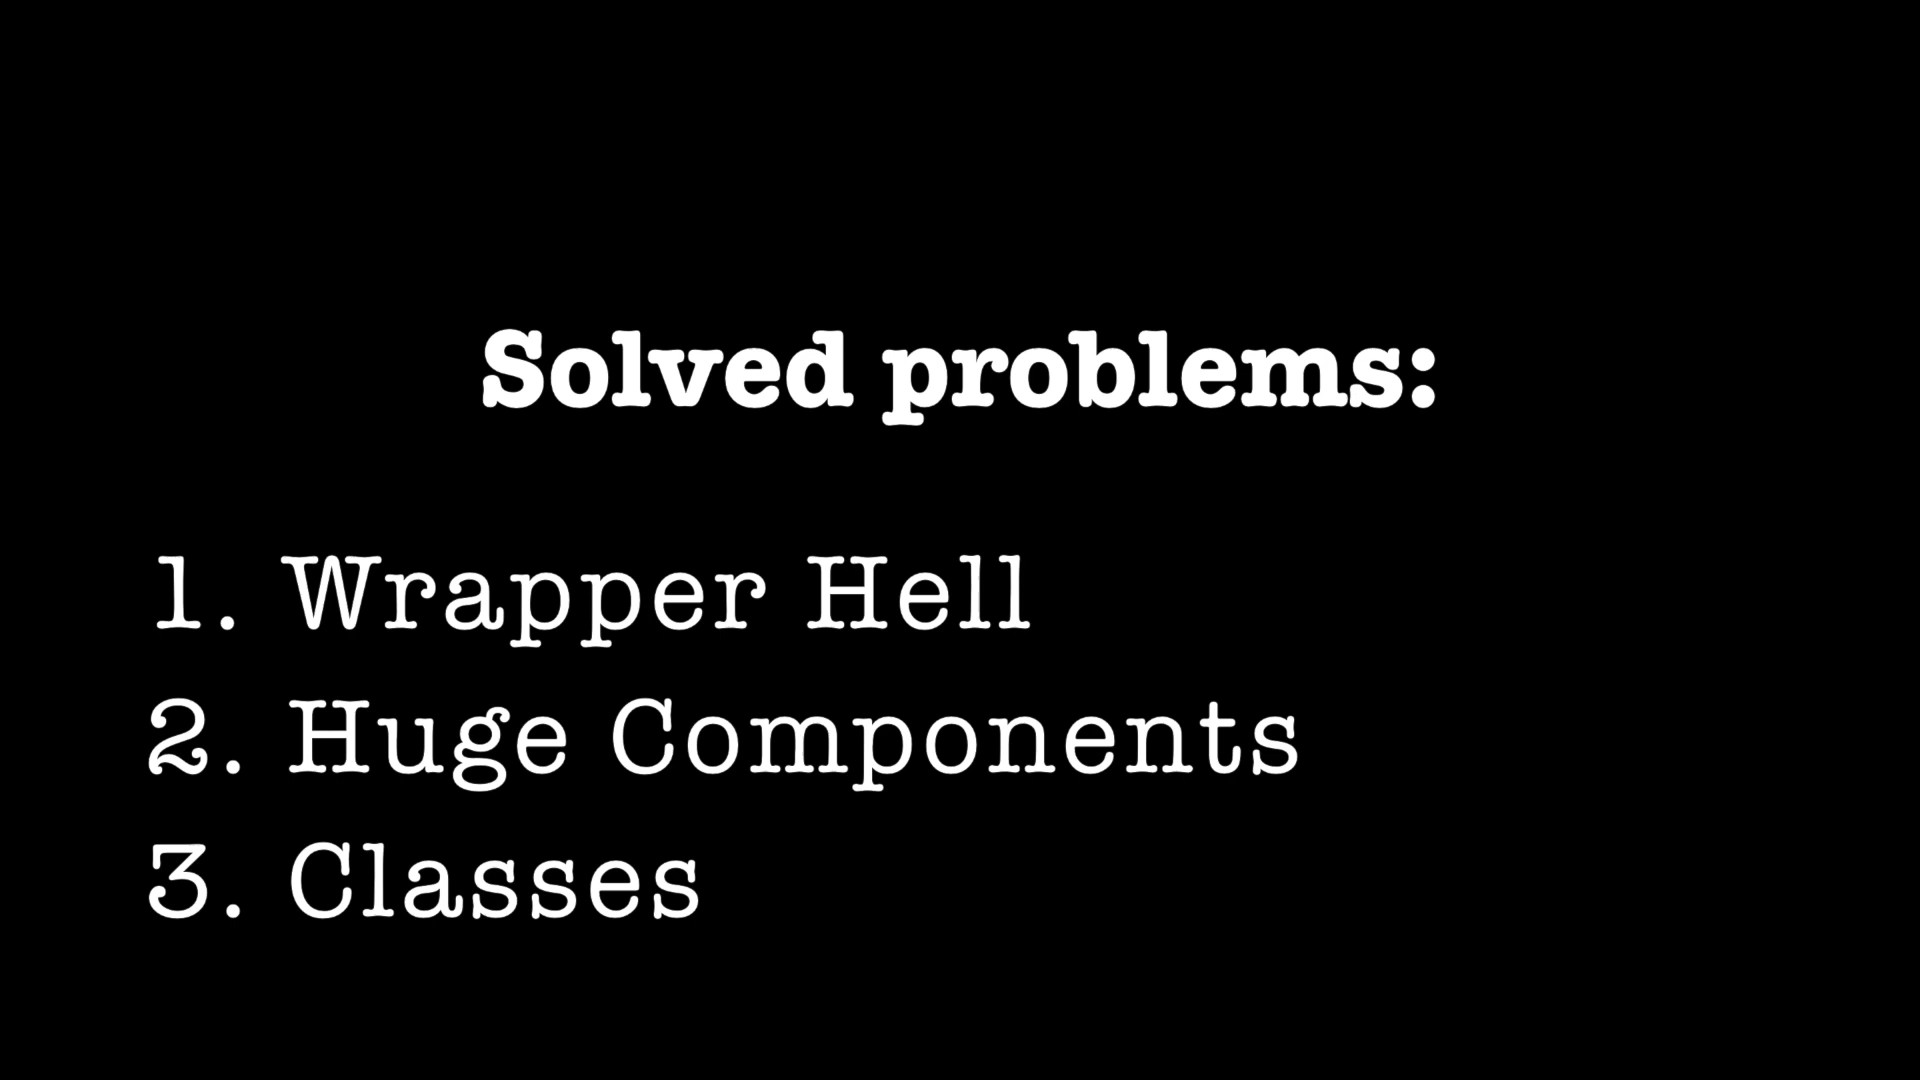 Solved problems:
1. Wrapper Hell
2. Huge Components
3. Classes